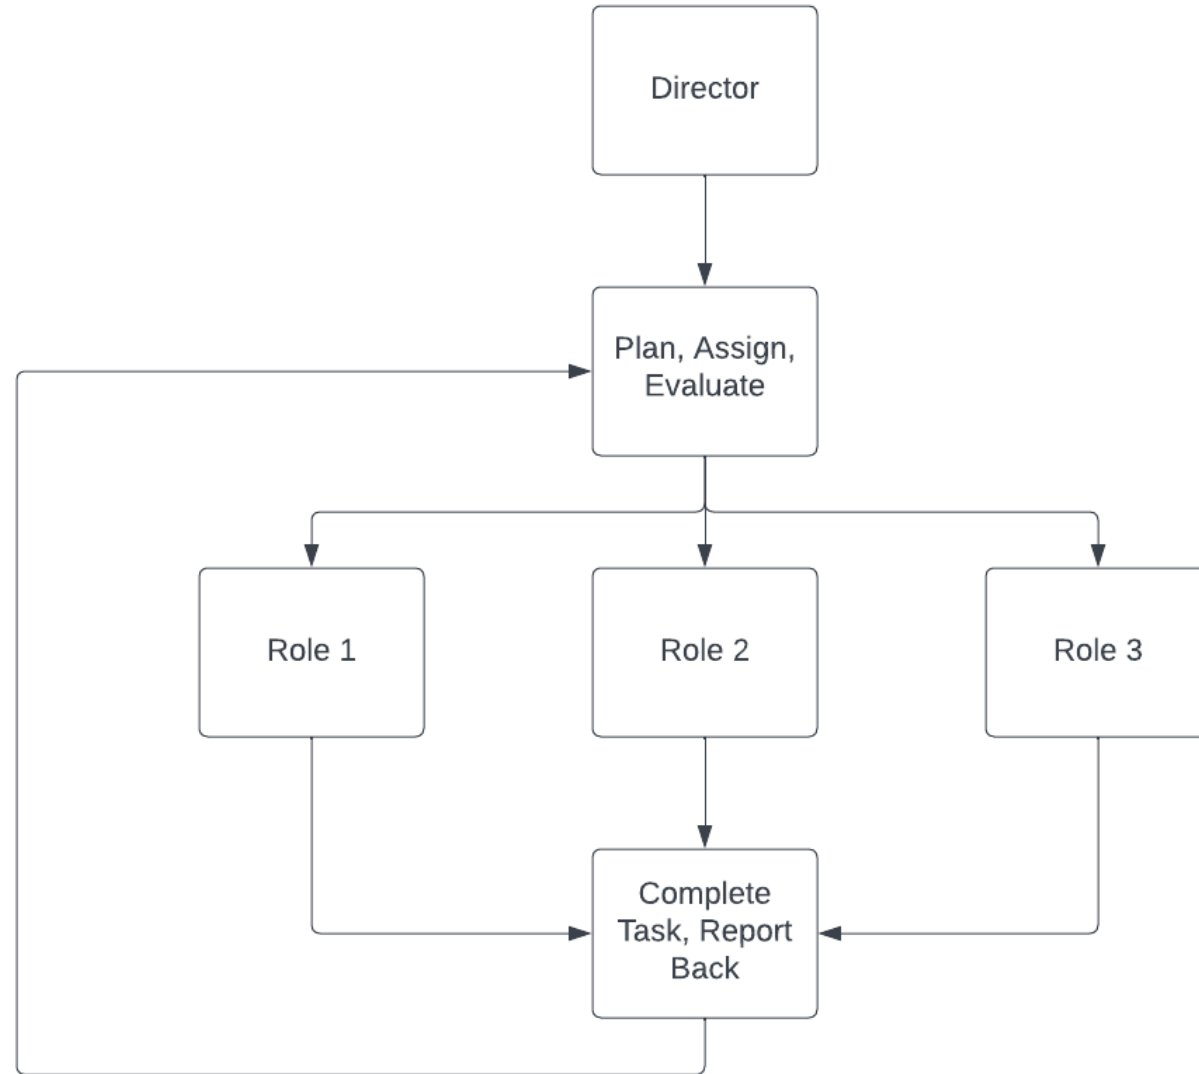 Director
Plan, Assign,
Evaluate
Role 1
Role 2
Role 3
Complete
Task, Report
Back